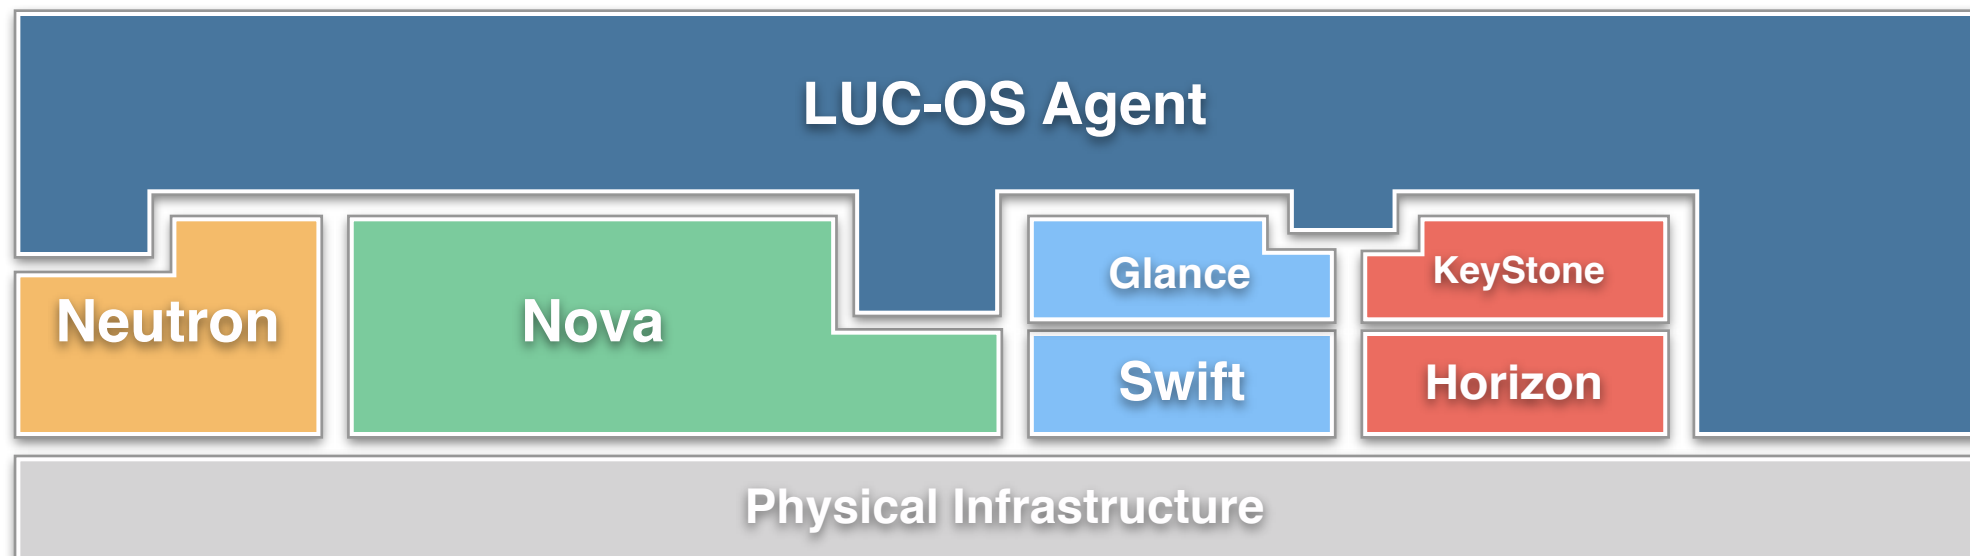 LUC-OS Agent
Neutron
Nova
Glance
KeyStone
Swift
Horizon
Physical Infrastructure